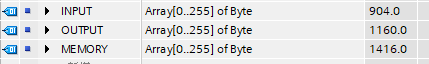 INPUT Array[0..255] of Byte 904.0
OUTPUT Array[0..255] of Byte 1160.0
MEMORY Array[0..255] of Byte 1416.0